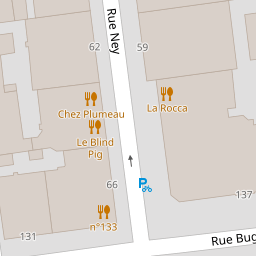 Rue Ney
62
59
Chez Plumeau
La Rocca
Le Blind
Pig
66
137
n°133
131
Rue Bug